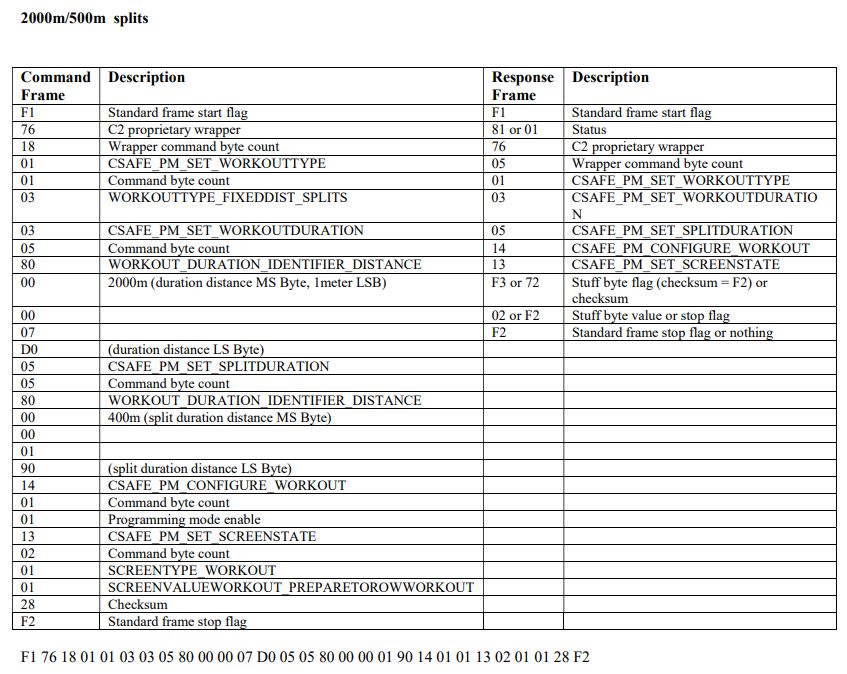 2000m/500m splits
Command Frame Description Response Frame Description
F1 Standard frame start flag F1 Standard frame start flag
76 C2 proprietary wrapper 81 or 01 Status
18 Wrapper command byte count 76 C2 proprietary wrapper
01 CSAFE_PM_SET_WORKOUTTYPE 05 Wrapper command byte count
01 Command byte count 01 CSAFE_PM_SET_WORKOUTTYPE
03 WORKOUTTYPE_FIXEDDIST_SPLITS 03 CSAFE_PM_SET_WORKOUTDURATIO
N
03 CSAFE_PM_SET_WORKOUTDURATION 05 CSAFE_PM_SET_SPLITDURATION
05 Command byte count 14 CSAFE_PM_CONFIGURE_WORKOUT
80 WORKOUT_DURATION_IDENTIFIER_DISTANCE 13 CSAFE_PM_SET_SCREENSTATE
00 2000m (duration distance MS Byte, 1meter LSB) F3 or 72 Stuff byte flag (checksum = F2) or
checksum
00 02 or F2 Stuff byte value or stop flag
07 F2 Standard frame stop flag or nothing
D0 (duration distance LS Byte)
05 CSAFE_PM_SET_SPLITDURATION
05 Command byte count
80 WORKOUT_DURATION_IDENTIFIER_DISTANCE
00 400m (split duration distance MS Byte)
00
01
90 (split duration distance LS Byte)
14 CSAFE_PM_CONFIGURE_WORKOUT
01 Command byte count
01 Programming mode enable
13 CSAFE_PM_SET_SCREENSTATE
02 Command byte count
01 SCREENTYPE_WORKOUT
01 SCREENVALUEWORKOUT_PREPARETOROWWORKOUT
28 Checksum
F2 Standard frame stop flag
F1 76 18 01 01 03 03 05 80 00 00 07 D0 05 05 80 00 00 01 90 14 01 01 13 02 01 01 28 F2